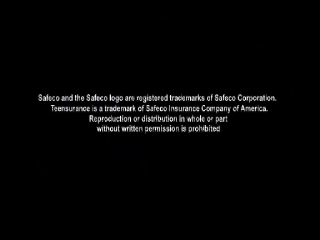 Safeco and the Safeco logo are registered trademarks of Safeco Corporation.
Teensurance is a trademark of Safeco Insurance Company of America.
Reproduction or distribution in whole or part
without written permission is prohibited